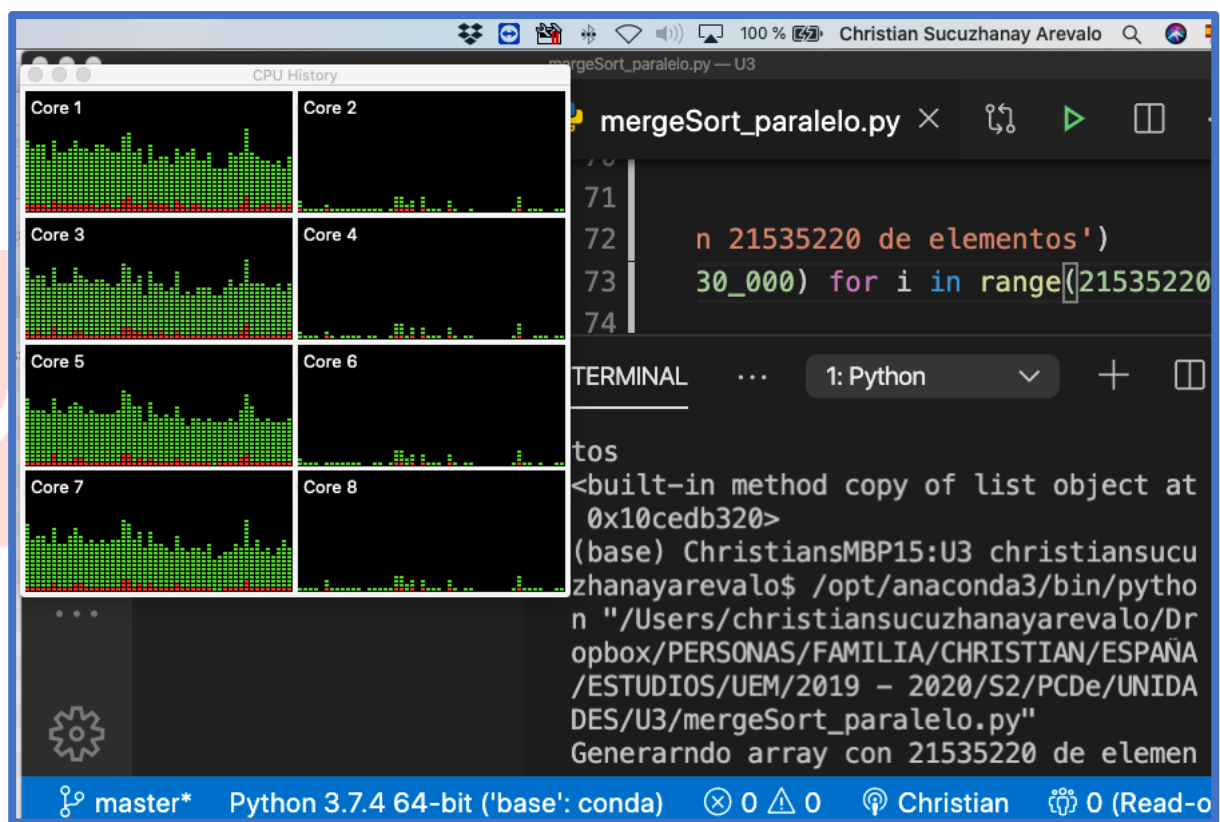 100 % Christian Sucuzhanay Arevalo
mergeSort_paralelo.py — U3
CPU History
Core 1
Core 2
Core 3
Core 4
Core 5
Core 6
Core 7
Core 8
mergeSort_paralelo.py
71
72 n 21535220 de elementos')
73 30_000) for i in range(21535220
74
TERMINAL ... 1: Python
tos
<built-in method copy of list object at
0x10cedb320>
(base) ChristiansMBP15:U3 christiansucu
zhanayarevalo$ /opt/anaconda3/bin/pytho
n "/Users/christiansucuzhanayarevalo/Dr
opbox/PERSONAS/FAMILIA/CHRISTIAN/ESPAÑA
/ESTUDIOS/UEM/2019 – 2020/S2/PCDe/UNIDA
DES/U3/mergeSort_paralelo.py"
Generarndo array con 21535220 de elemen
master* Python 3.7.4 64-bit ('base': conda) 0 0 Christian 0 (Read-o